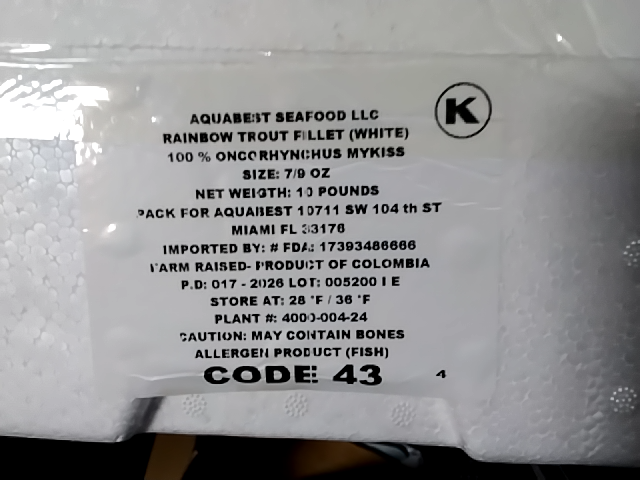 K
AQUABEST SEAFOOD LLC
RAINBOW TROUT FILLET (WHITE)
100 % ONCORHYNCHUS MYKISS
SIZE: 7/9 OZ
NET WEIGTH: 10 POUNDS
PACK FOR AQUABEST 10711 SW 104 th ST
MIAMI FL 33176
IMPORTED BY: # FDA: 17393486666
FARM RAISED- PRODUCT OF COLOMBIA
P.D: 017 - 2026 LOT: 005200 I E
STORE AT: 28 °F / 36 °F
PLANT #: 4000-004-24
CAUTION: MAY CONTAIN BONES
ALLERGEN PRODUCT (FISH)
CODE: 43
4